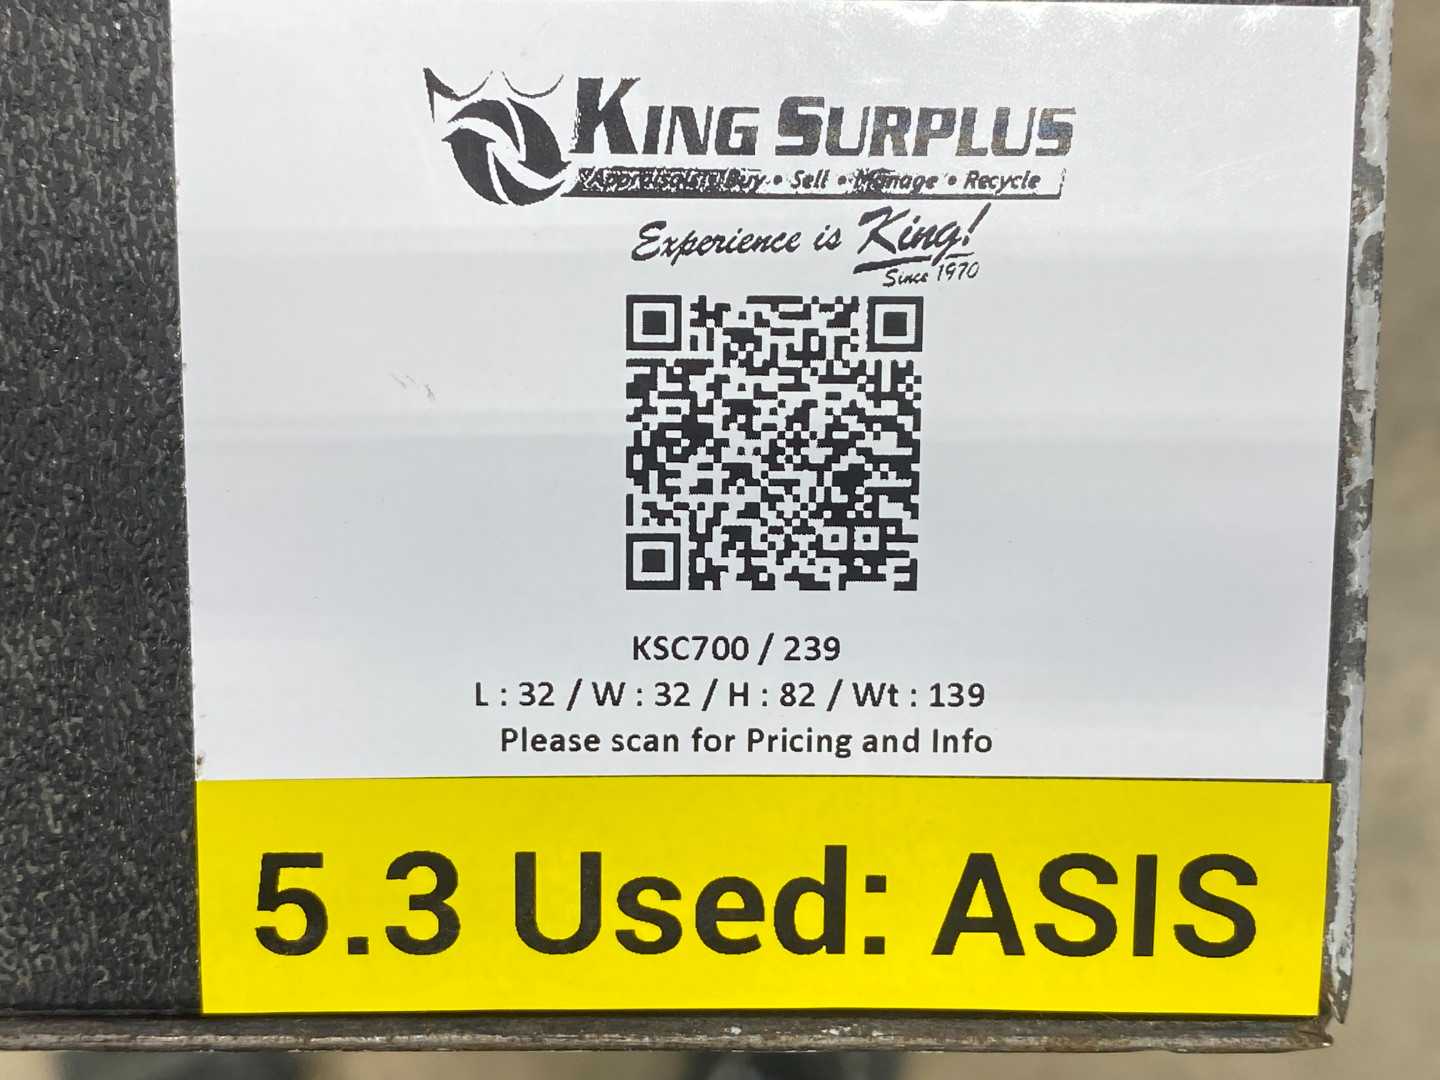 KING SURPLUS
Appraisals • Buy • Sell • Manage • Recycle
Experience is King!
Since 1970
KSC700 / 239
L : 32 / W : 32 / H : 82 / Wt : 139
Please scan for Pricing and Info
5.3 Used: ASIS